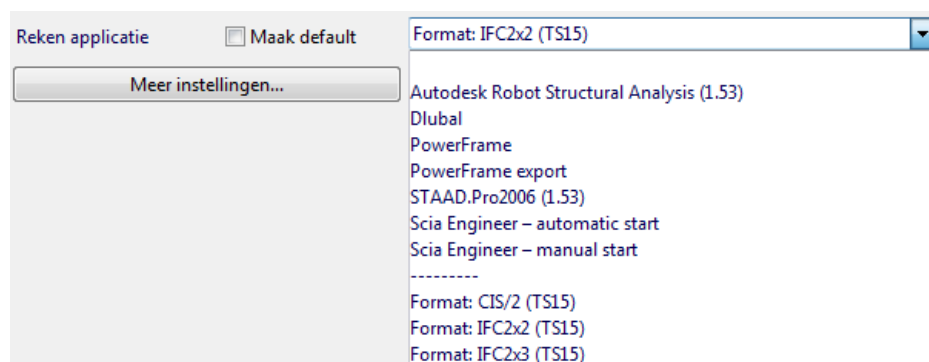 Reken applicatie Maak default Format: IFC2x2 (TS15)
Meer instellingen...
Autodesk Robot Structural Analysis (1.53)
Dlubal
PowerFrame
PowerFrame export
STAAD.Pro2006 (1.53)
Scia Engineer – automatic start
Scia Engineer – manual start
---------
Format: CIS/2 (TS15)
Format: IFC2x2 (TS15)
Format: IFC2x3 (TS15)